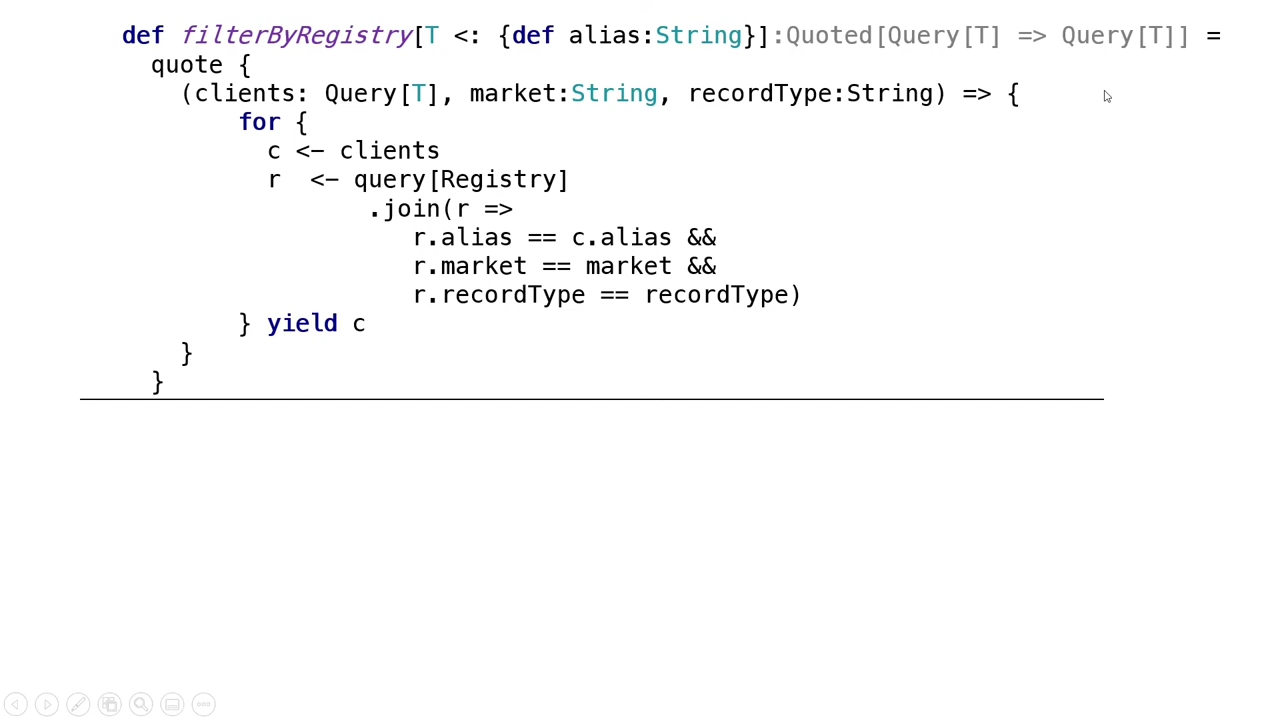 def filterByRegistry[T <: {def alias:String}]:Quoted[Query[T] => Query[T]] =
quote {
(clients: Query[T], market:String, recordType:String) => {
for {
c <- clients
r  <- query[Registry]
.join(r =>
r.alias == c.alias &&
r.market == market &&
r.recordType == recordType)
} yield c
}
}